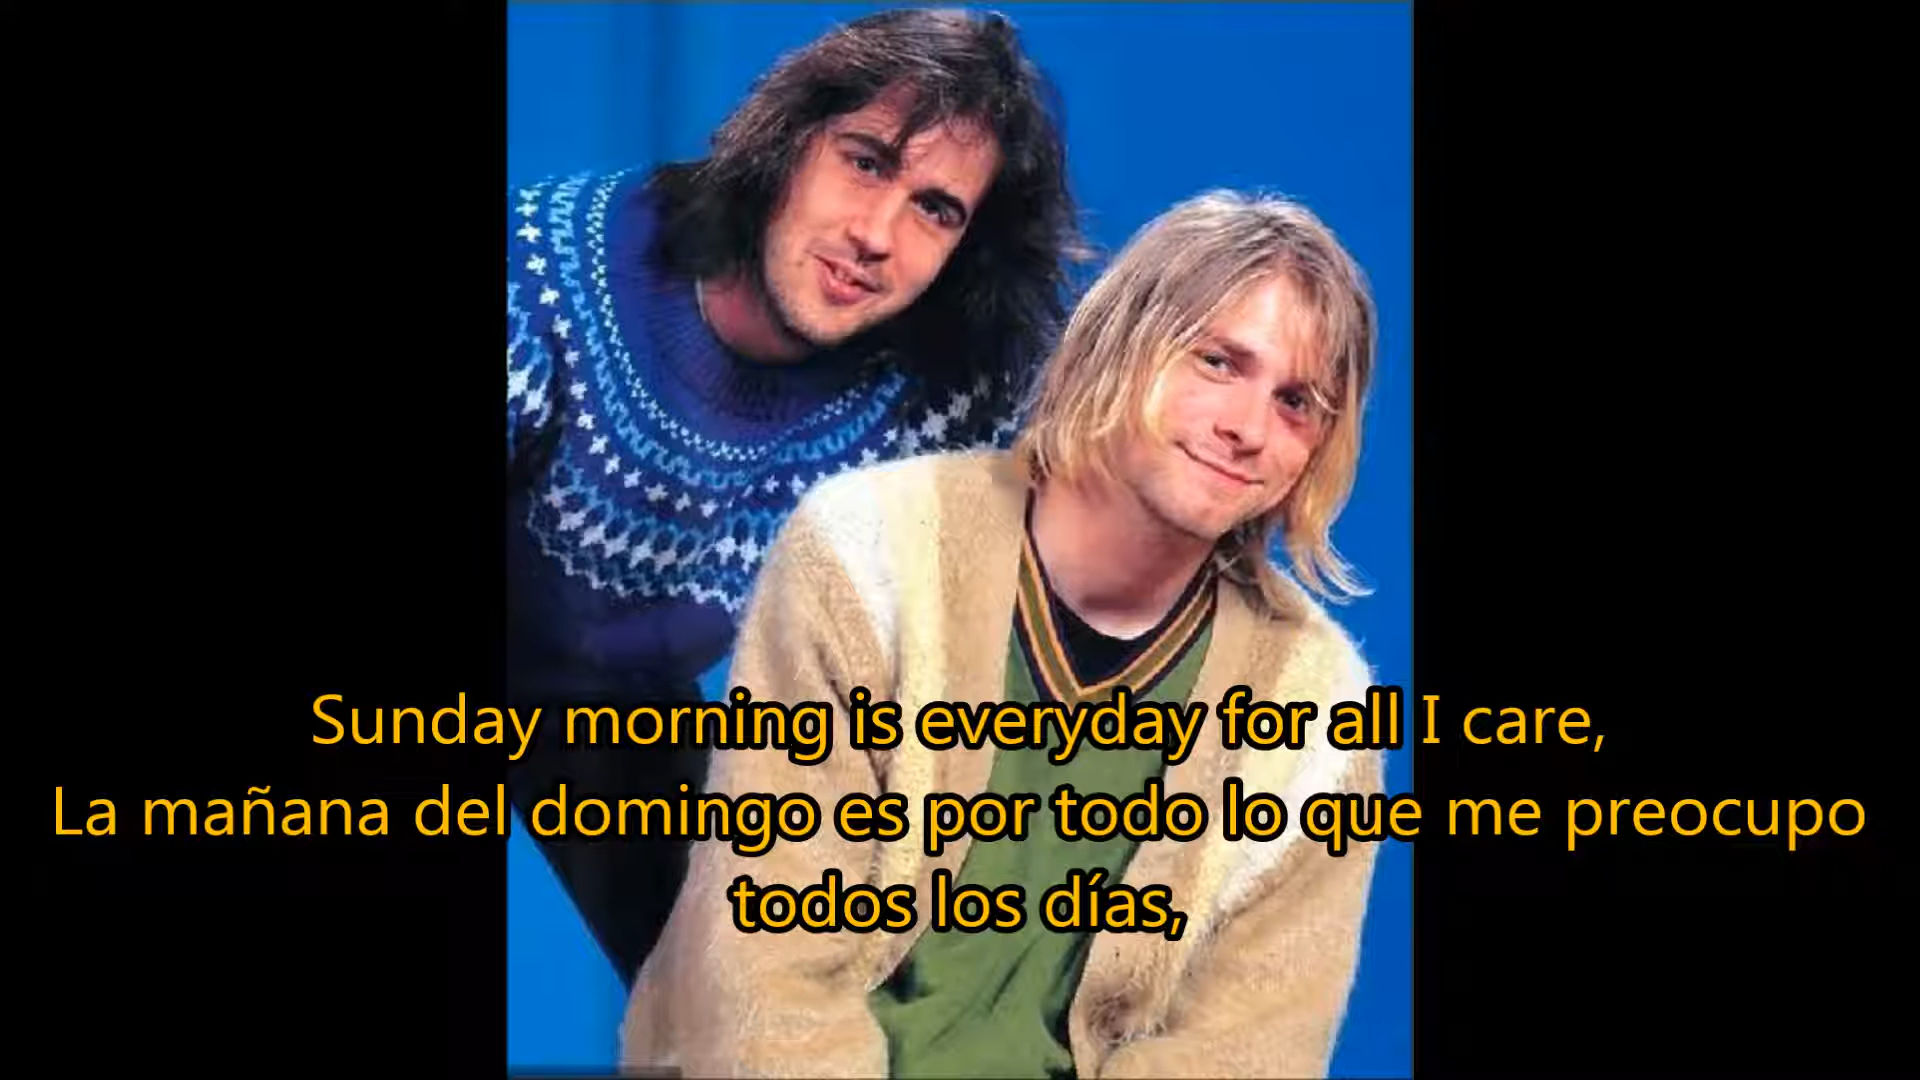 Sunday morning is everyday for all I care,
La mañana del domingo es por todo lo que me preocupo
todos los días,